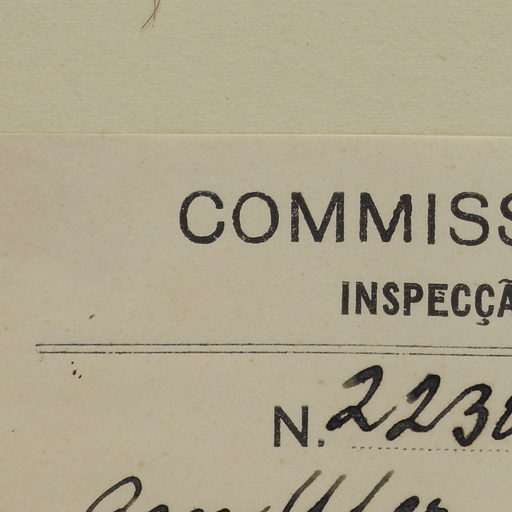 COMMISS
INSPECÇÃ
N. 223